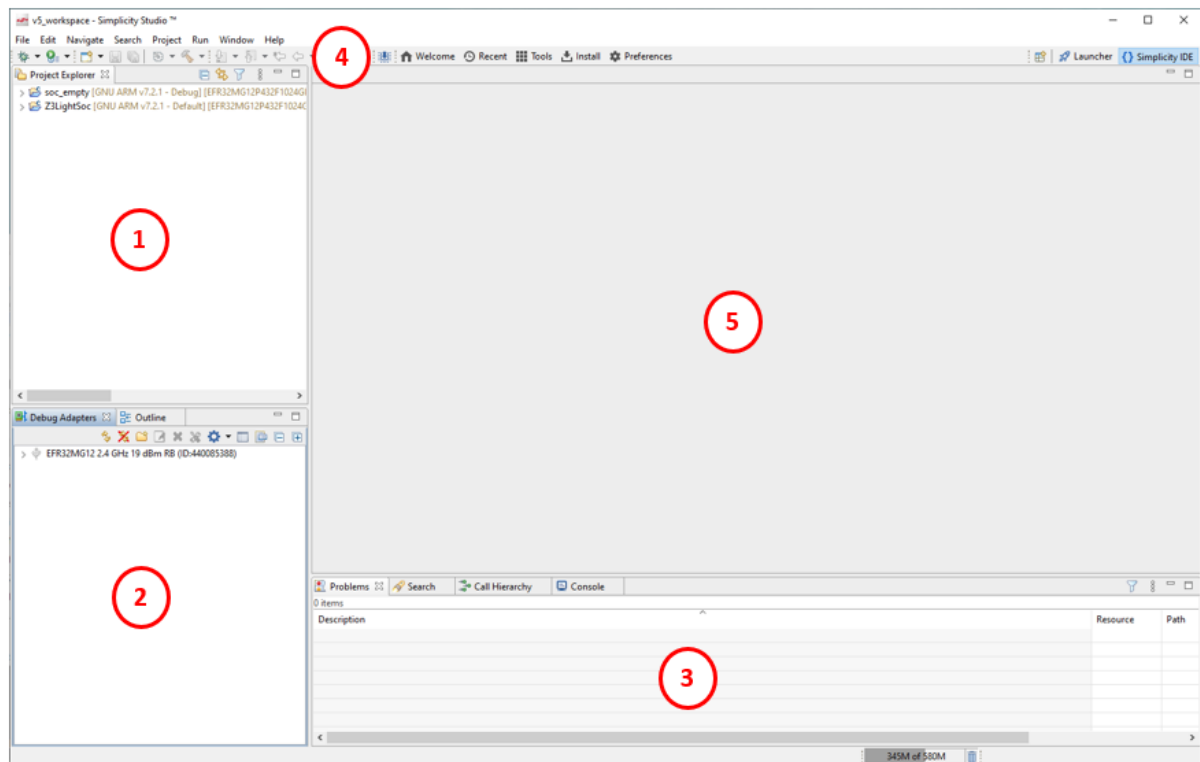 v5_workspace - Simplicity Studio ™
File Edit Navigate Search Project Run Window Help
4
Welcome Recent Tools Install Preferences
Launcher Simplicity IDE
Project Explorer
soc_empty [GNU ARM v7.2.1 - Debug] [EFR32MG12P432F1024Gl
Z3LightSoc [GNU ARM v7.2.1 - Default] [EFR32MG12P432F1024G
1
5
Debug Adapters Outline
EFR32MG12 2.4 GHz 19 dBm RB (ID:440085388)
2
Problems Search Call Hierarchy Console
0 items
Description Resource Path
3
345M of 580M